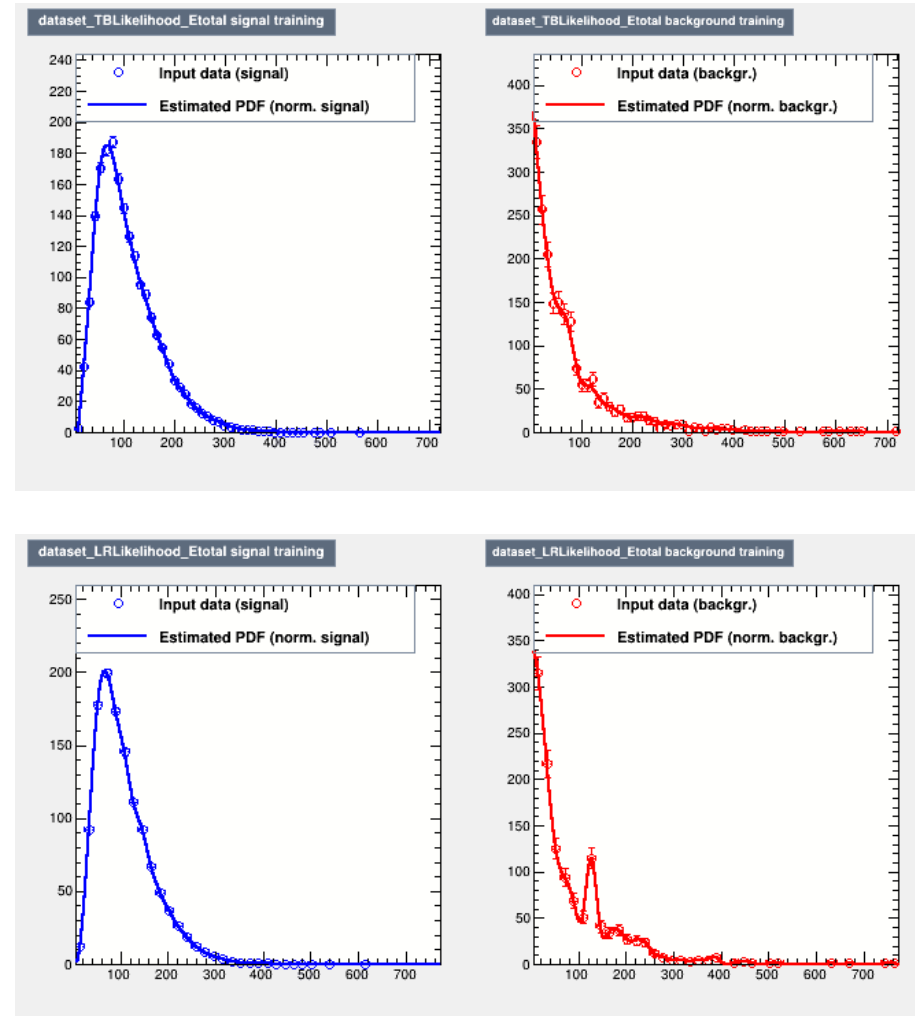 dataset_TBLikelihood_Etotal signal training
dataset_TBLikelihood_Etotal background training
Input data (signal)
Estimated PDF (norm. signal)
240
220
200
180
160
140
120
100
80
60
40
20
0
100 200 300 400 500 600 700
Input data (backgr.)
Estimated PDF (norm. backgr.)
400
350
300
250
200
150
100
50
0
100 200 300 400 500 600 700
dataset_LRLikelihood_Etotal signal training
dataset_LRLikelihood_Etotal background training
Input data (signal)
Estimated PDF (norm. signal)
250
200
150
100
50
0
100 200 300 400 500 600 700
Input data (backgr.)
Estimated PDF (norm. backgr.)
400
350
300
250
200
150
100
50
0
100 200 300 400 500 600 700